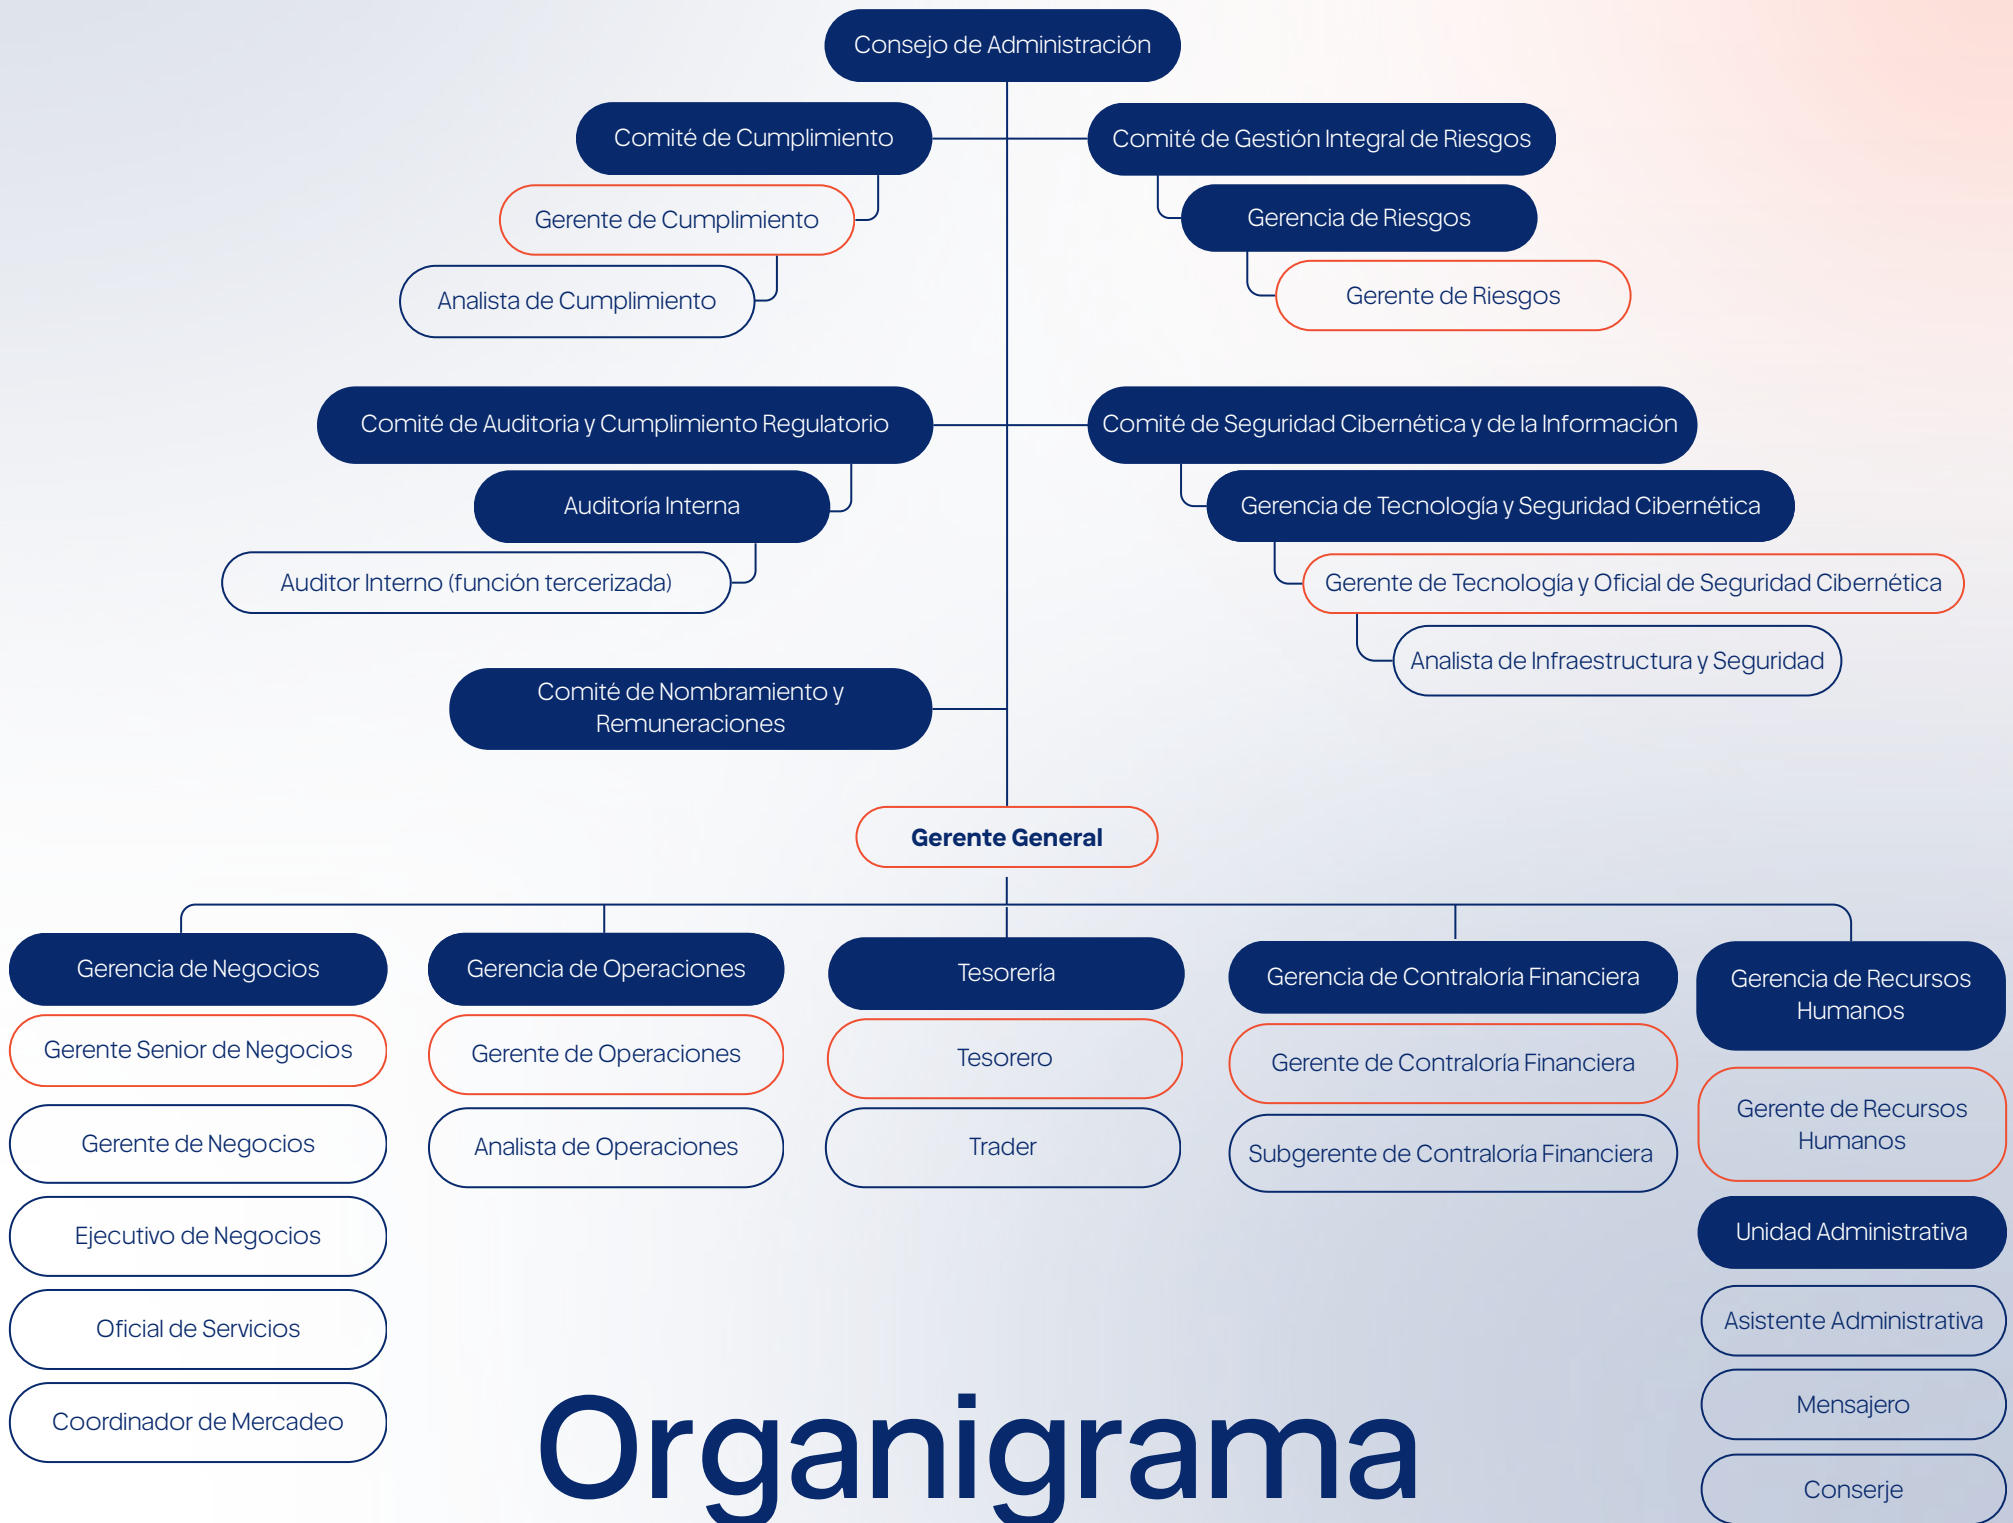 Consejo de Administración
Comité de Cumplimiento
Comité de Gestión Integral de Riesgos
Gerente de Cumplimiento
Gerencia de Riesgos
Analista de Cumplimiento
Gerente de Riesgos
Comité de Auditoria y Cumplimiento Regulatorio
Comité de Seguridad Cibernética y de la Información
Auditoría Interna
Gerencia de Tecnología y Seguridad Cibernética
Auditor Interno (función tercerizada)
Gerente de Tecnología y Oficial de Seguridad Cibernética
Analista de Infraestructura y Seguridad
Comité de Nombramiento y
Remuneraciones
Gerente General
Gerencia de Negocios
Gerente Senior de Negocios
Gerente de Negocios
Ejecutivo de Negocios
Oficial de Servicios
Coordinador de Mercadeo
Gerencia de Operaciones
Gerente de Operaciones
Analista de Operaciones
Tesorería
Tesorero
Trader
Gerencia de Contraloría Financiera
Gerente de Contraloría Financiera
Subgerente de Contraloría Financiera
Gerencia de Recursos
Humanos
Gerente de Recursos
Humanos
Unidad Administrativa
Asistente Administrativa
Mensajero
Conserje
Organigrama